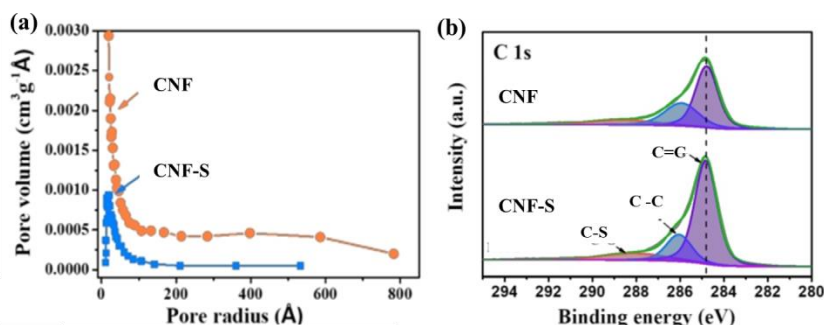 (a)
0.0030
0.0025
0.0020
0.0015
0.0010
0.0005
0.0000
Pore volume (cm³g⁻¹Å)
CNF
CNF-S
0 200 400 600 800
Pore radius (Å)
(b)
C 1s
CNF
C=G
CNF-S
C -C
C-S
Intensity (a.u.)
294 292 290 288 286 284 282 280
Binding energy (eV)